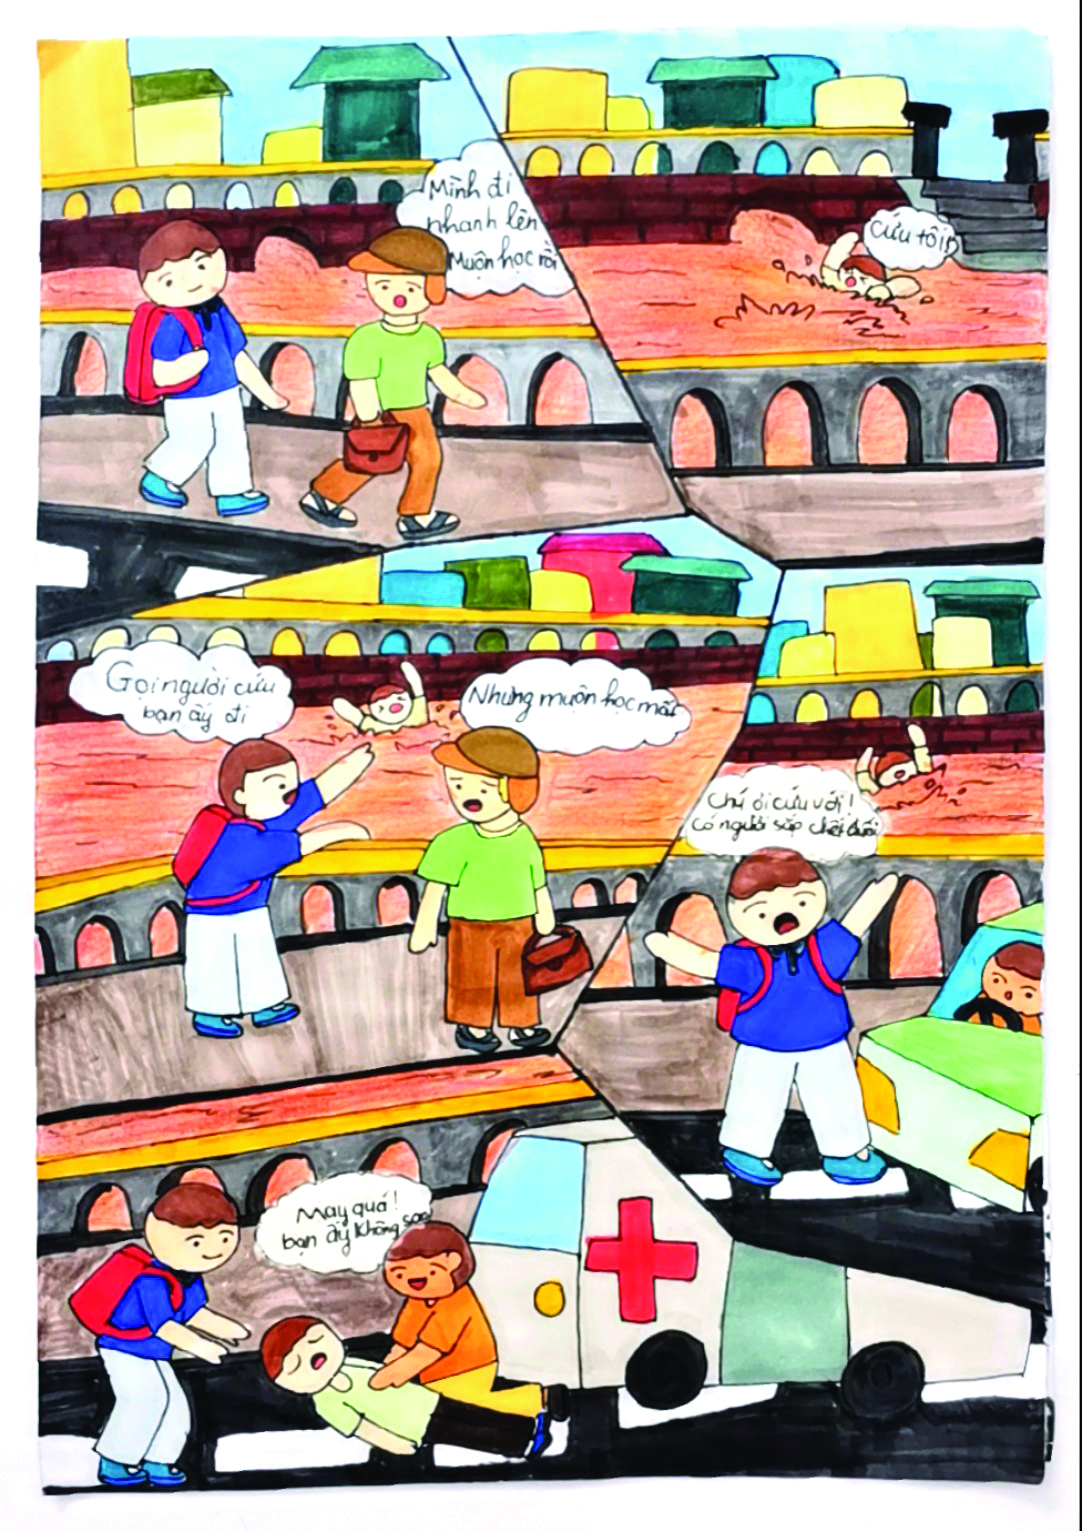 Mình đi
nhanh lên
Muộn học rồi
Cứu tôi!
Gọi người cứu
bạn ấy đi
Nhưng muộn học mất
Chú ơi cứu với!
Có người sắp chết đuối
May quá!
bạn ấy không sao